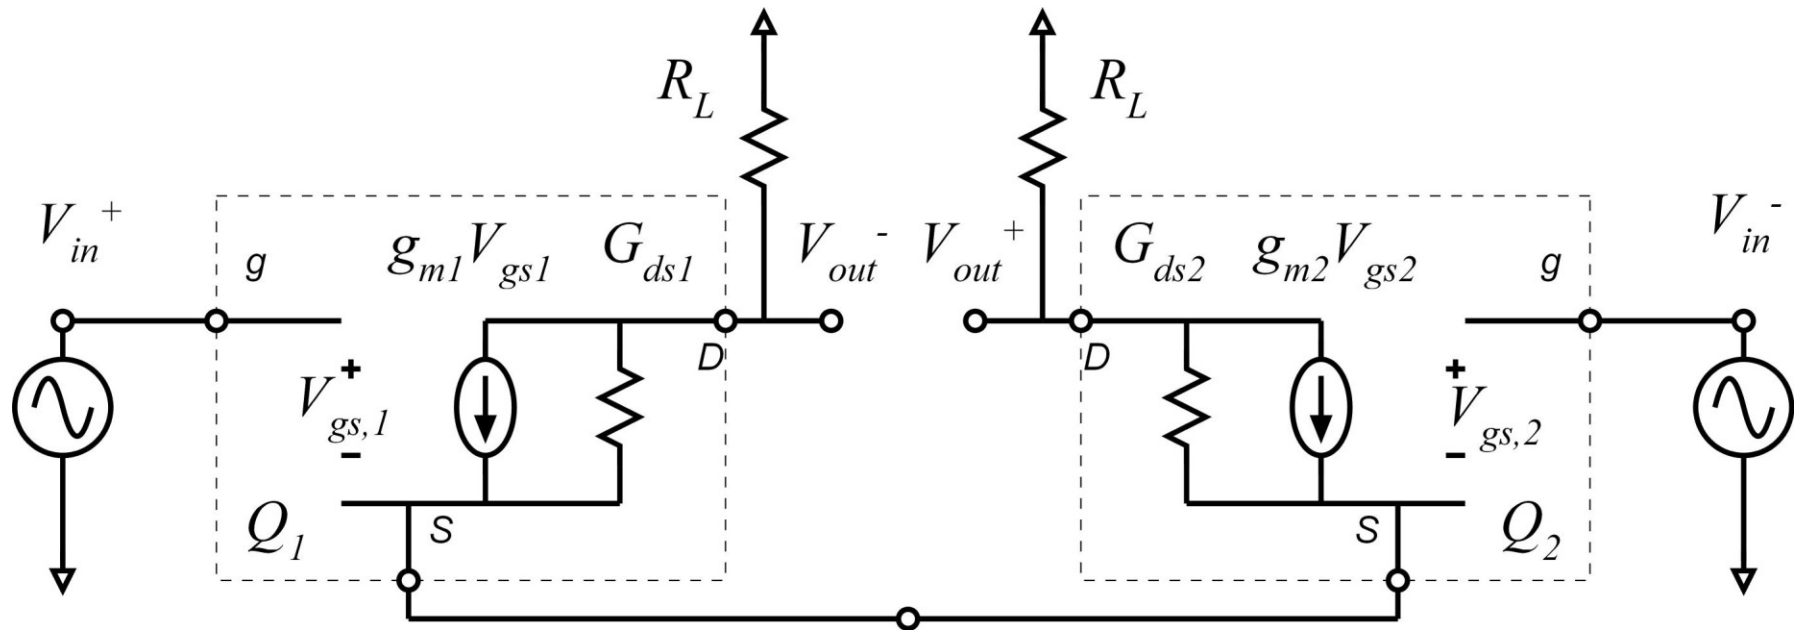 R_L R_L
V_in^+ g g_m1 V_gs1 G_ds1 V_out^- V_out^+ G_ds2 g_m2 V_gs2 g V_in^-
D D
+ +
V_gs,1 V_gs,2
- -
Q_1 S S Q_2